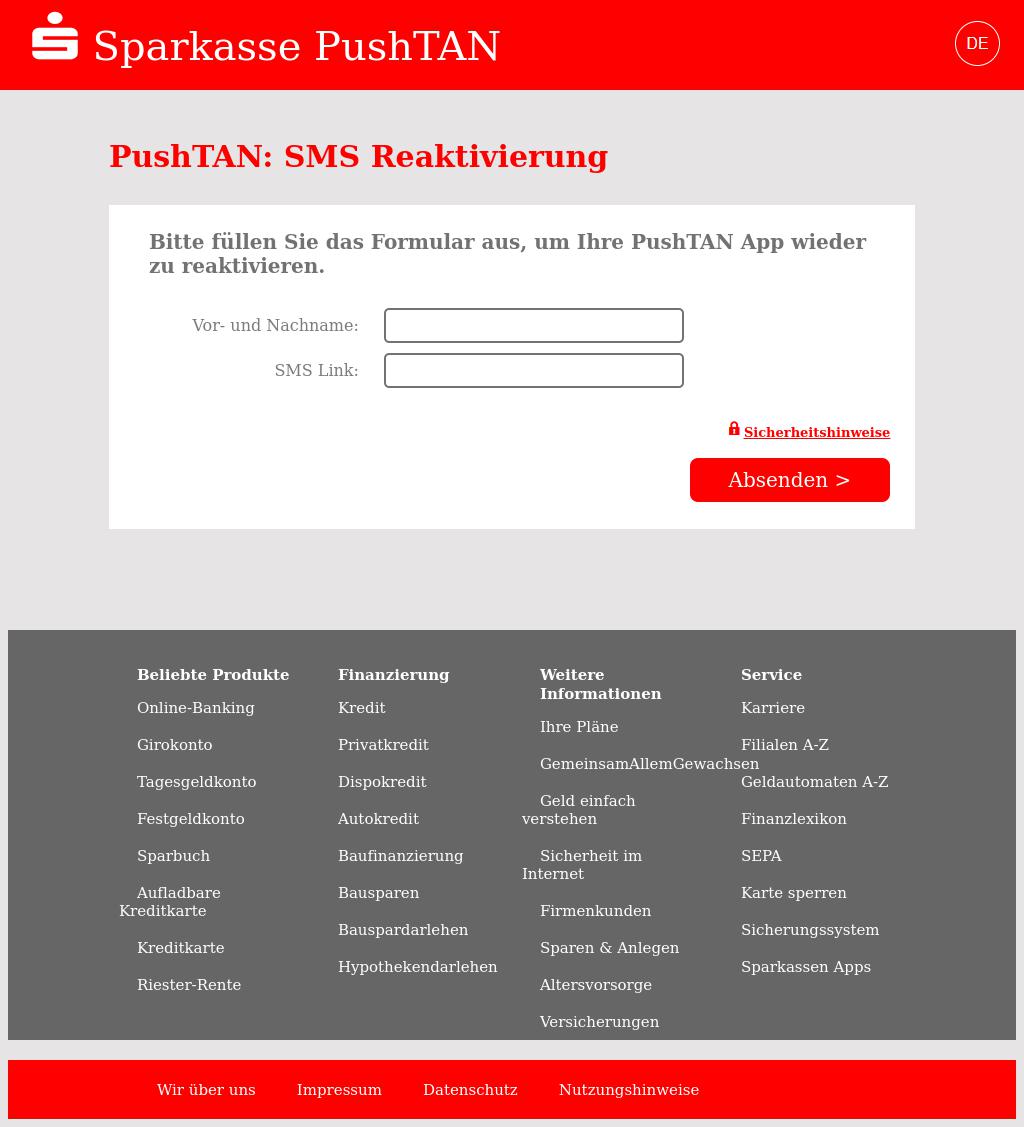 Sparkasse PushTAN
DE
PushTAN: SMS Reaktivierung
Bitte füllen Sie das Formular aus, um Ihre PushTAN App wieder
zu reaktivieren.
Vor- und Nachname:
SMS Link:
Sicherheitshinweise
Absenden >
Beliebte Produkte
Online-Banking
Girokonto
Tagesgeldkonto
Festgeldkonto
Sparbuch
Aufladbare
Kreditkarte
Kreditkarte
Riester-Rente
Finanzierung
Kredit
Privatkredit
Dispokredit
Autokredit
Baufinanzierung
Bausparen
Bauspardarlehen
Hypothekendarlehen
Weitere
Informationen
Ihre Pläne
GemeinsamAllemGewachsen
Geld einfach
verstehen
Sicherheit im
Internet
Firmenkunden
Sparen & Anlegen
Altersvorsorge
Versicherungen
Service
Karriere
Filialen A-Z
Geldautomaten A-Z
Finanzlexikon
SEPA
Karte sperren
Sicherungssystem
Sparkassen Apps
Wir über uns
Impressum
Datenschutz
Nutzungshinweise